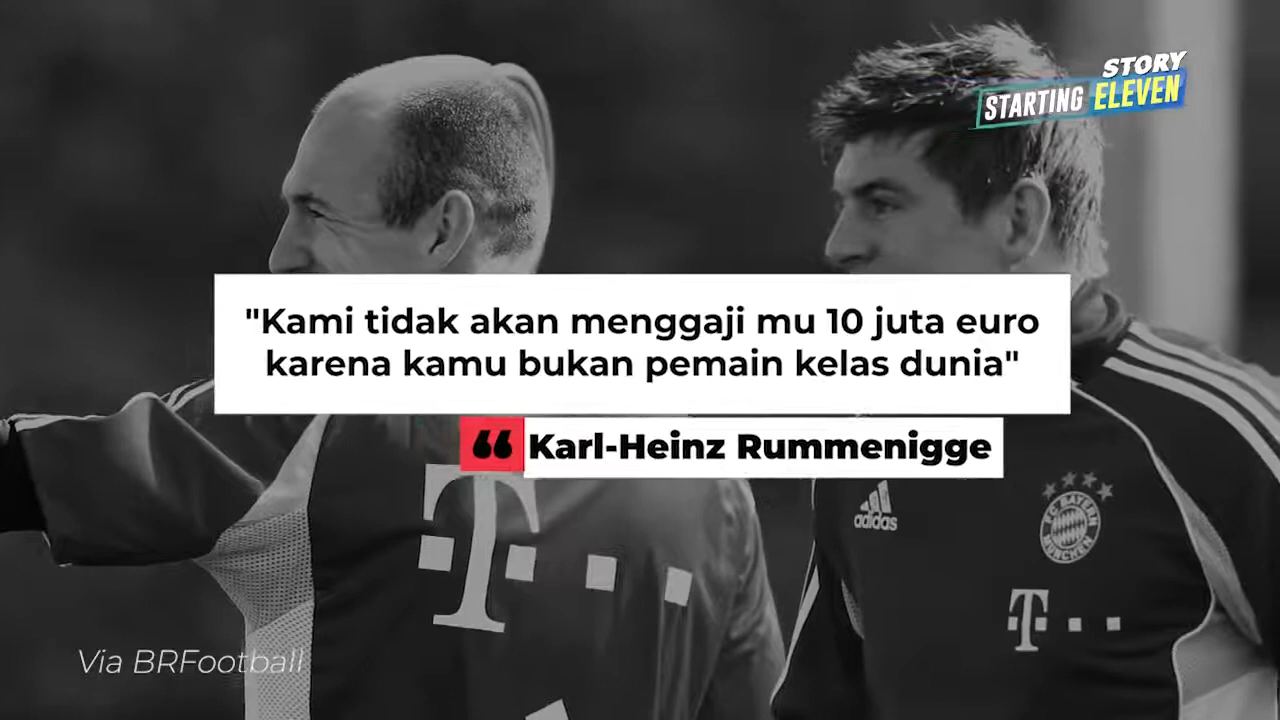 STORY
STARTING ELEVEN
"Kami tidak akan menggaji mu 10 juta euro
karena kamu bukan pemain kelas dunia"
Karl-Heinz Rummenigge
adidas
FC BAYERN
MÜNCHEN
T
T
Via BRFootball